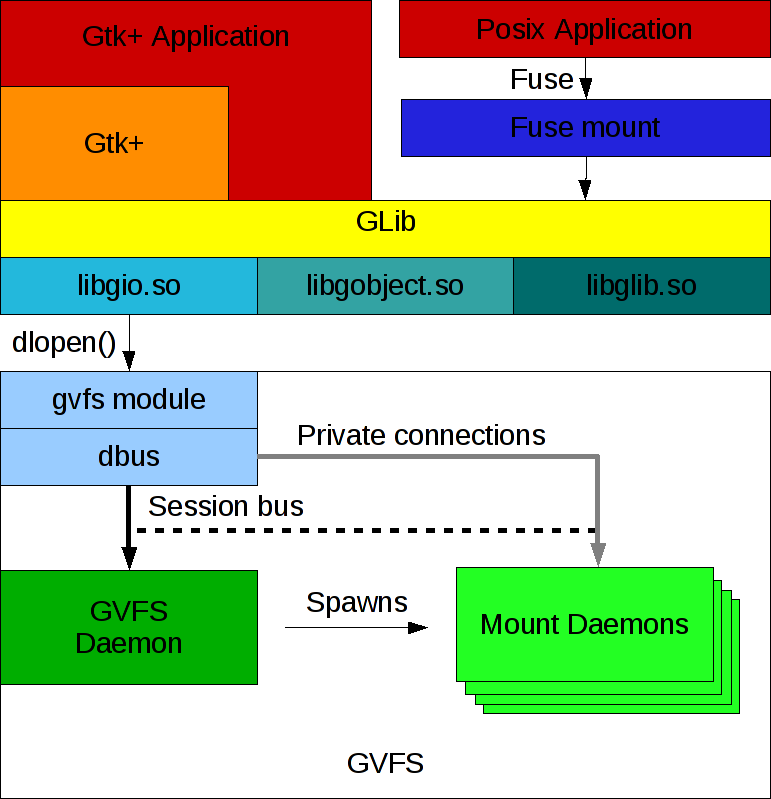 Gtk+ Application
Posix Application
Fuse
Gtk+
Fuse mount
GLib
libgio.so
libgobject.so
libglib.so
dlopen()
gvfs module
dbus
Private connections
Session bus
GVFS
Daemon
Spawns
Mount Daemons
GVFS